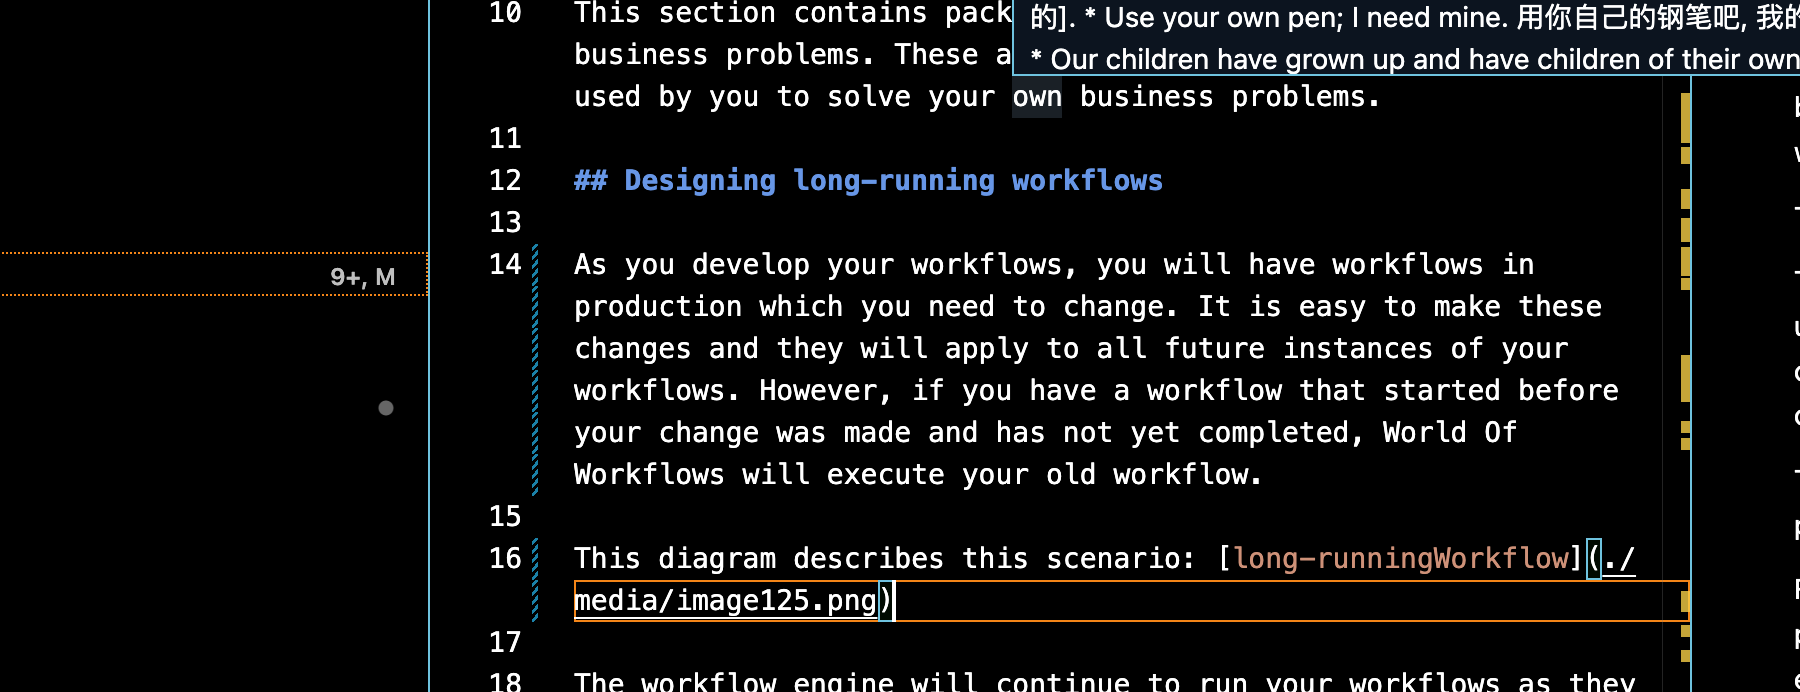 10 This section contains pack
business problems. These a
used by you to solve your own business problems.
的]. * Use your own pen; I need mine. 用你自己的钢笔吧, 我的
* Our children have grown up and have children of their own
11
12 ## Designing long-running workflows
13
14 As you develop your workflows, you will have workflows in
production which you need to change. It is easy to make these
changes and they will apply to all future instances of your
workflows. However, if you have a workflow that started before
your change was made and has not yet completed, World Of
Workflows will execute your old workflow.
9+, M
15
16 This diagram describes this scenario: [long-runningWorkflow](./
media/image125.png)
17
18 The workflow engine will continue to run your workflows as they